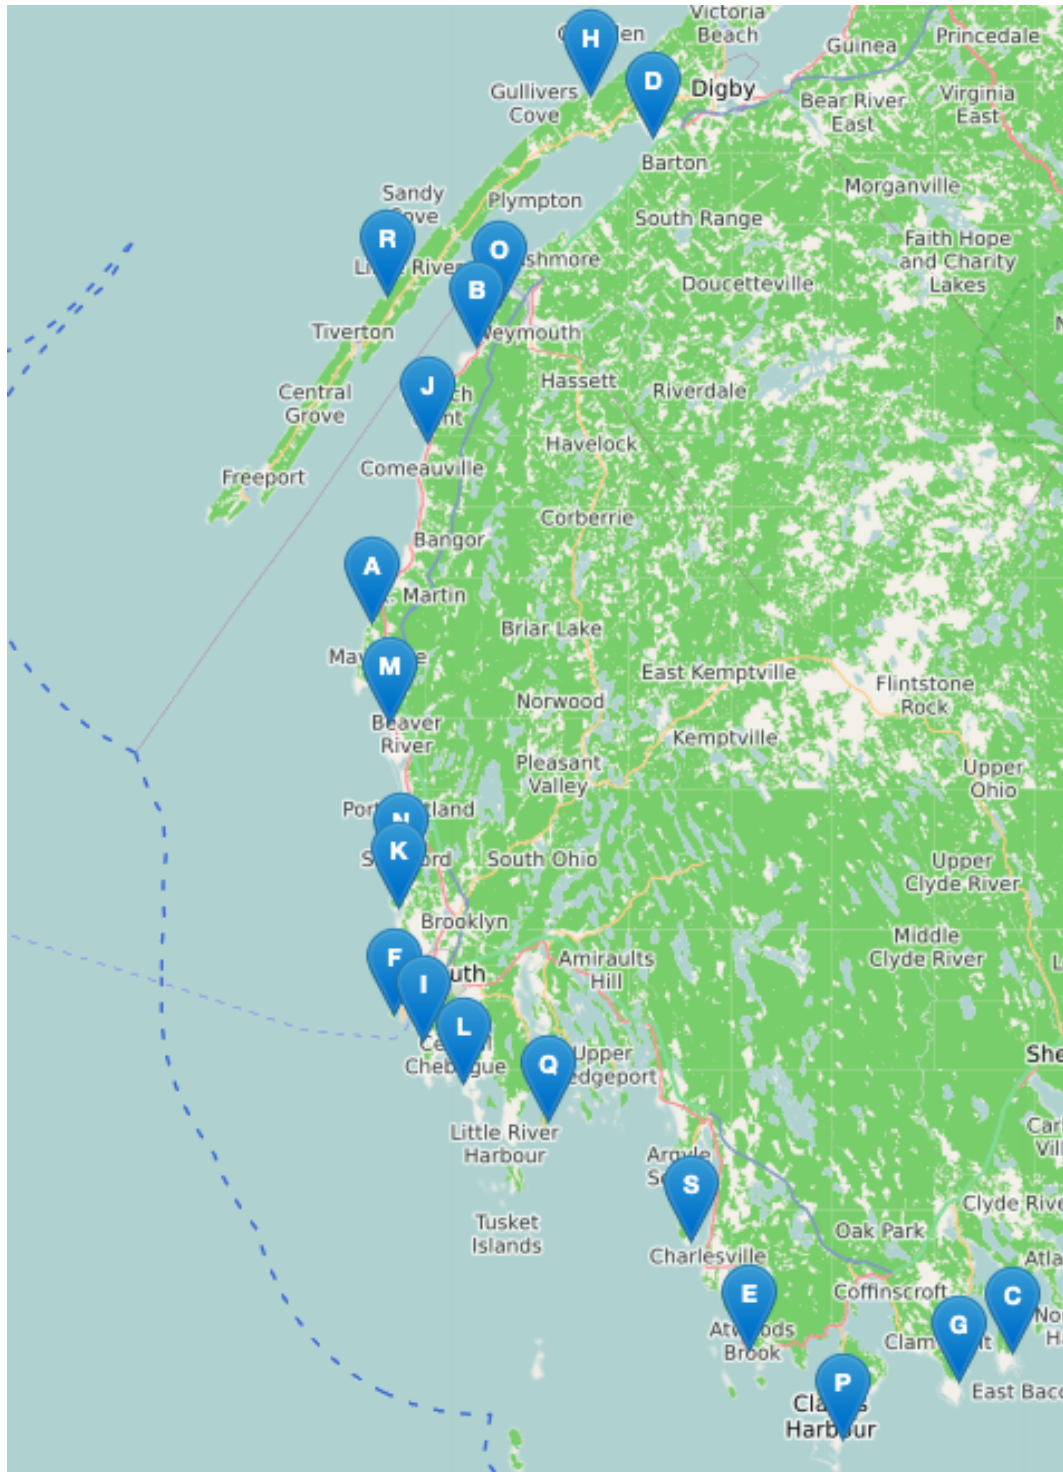 Victoria
Beach
Princedale
Guinea
H
D
Digby
Gullivers
Cove
Bear River
East
Virginia
East
Barton
Morganville
Sandy
Plympton
South Range
Faith Hope
and Charity
Lakes
R
O
Doucetteville
B
Tiverton
Hassett
Riverdale
Central
Grove
J
Havelock
Comeauville
Freeport
Corberrie
Bangor
A
Martin
Briar Lake
M
East Kemptville
Flintstone
Rock
Norwood
Beaver
River
Kemptville
Pleasant
Valley
Upper
Ohio
N
K
South Ohio
Upper
Clyde River
Brooklyn
Middle
Clyde River
F
Amiraults
Hill
I
L
Q
Upper
Little River
Harbour
S
Clyde
Tusket
Islands
Oak Park
Charlesville
Coffinscroft
E
C
G
Brook
P
East
Harbour